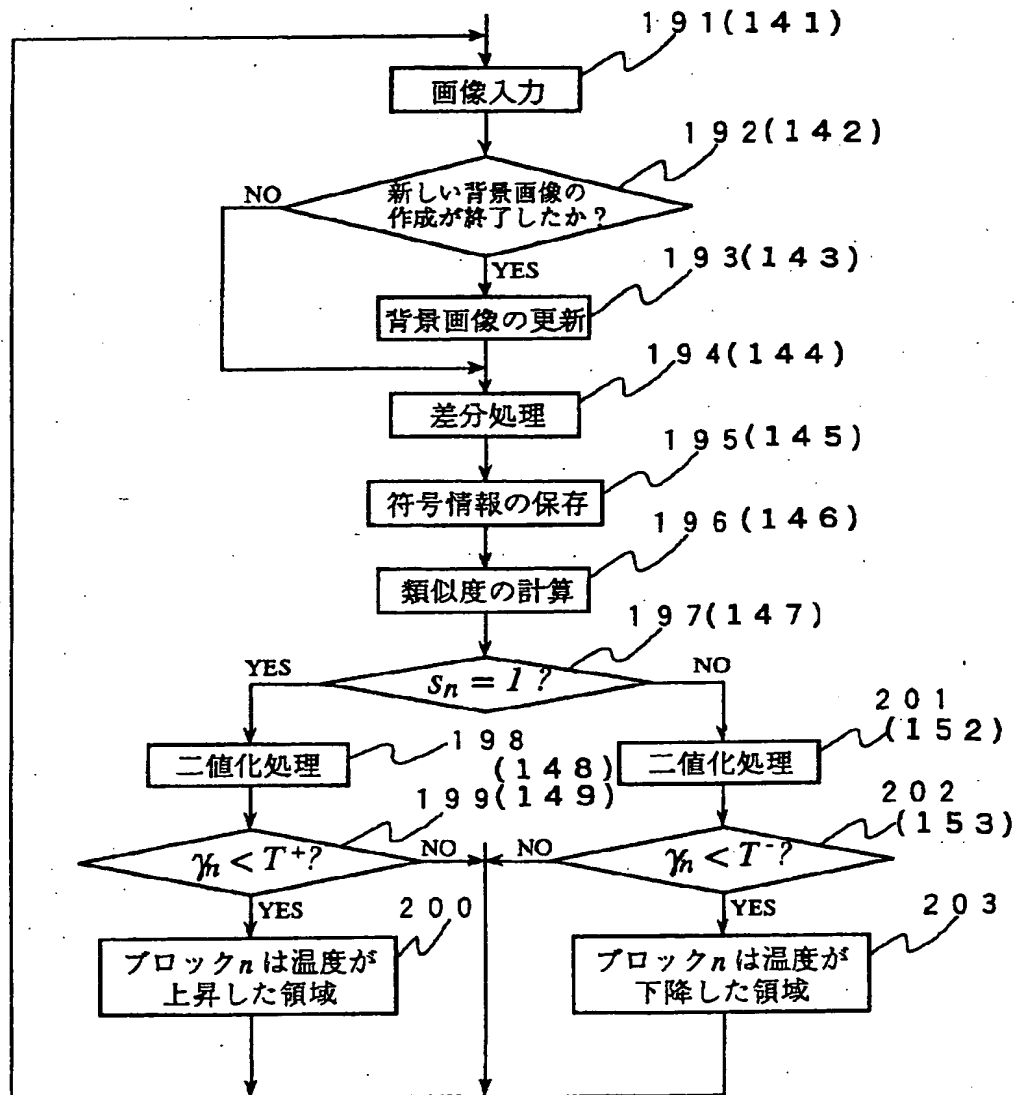 191(141)
画像入力
192(142)
NO
新しい背景画像の
作成が終了したか？
YES
193(143)
背景画像の更新
194(144)
差分処理
195(145)
符号情報の保存
196(146)
類似度の計算
197(147)
YES
sn = 1 ?
NO
198
(148)
二値化処理
201
(152)
二値化処理
199(149)
γn < T+?
NO
202
(153)
NO
γn < T-?
YES
200
YES
203
ブロックnは温度が
上昇した領域
ブロックnは温度が
下降した領域